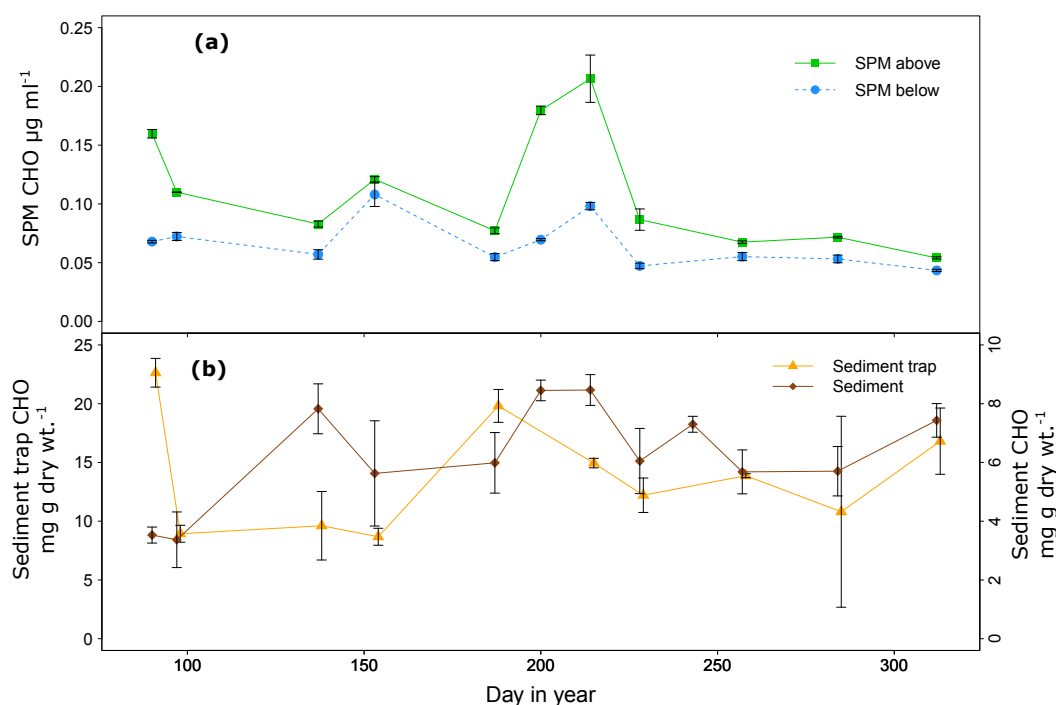 (a)
SPM above
SPM below
SPM CHO µg ml-1
0.25
0.20
0.15
0.10
0.05
0.00
(b)
Sediment trap
Sediment
Sediment trap CHO
mg g dry wt.-1
25
20
15
10
5
0
Sediment CHO
mg g dry wt.-1
10
8
6
4
2
0
100
150
200
250
300
Day in year